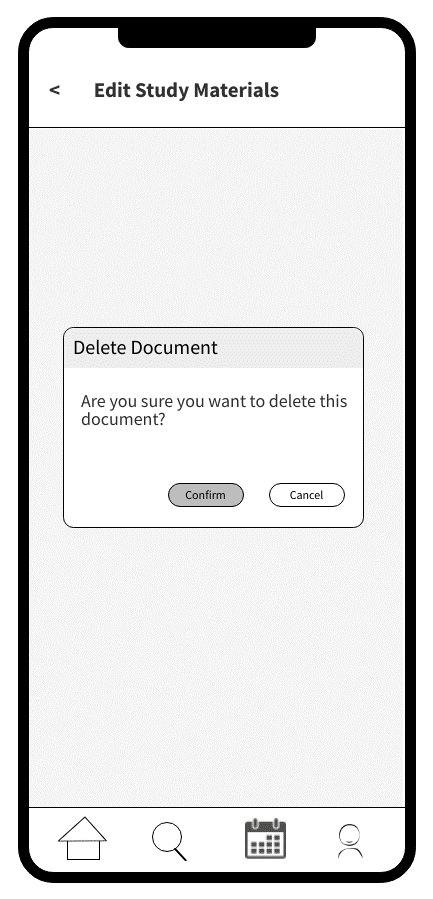 < Edit Study Materials
Delete Document
Are you sure you want to delete this
document?
Confirm Cancel